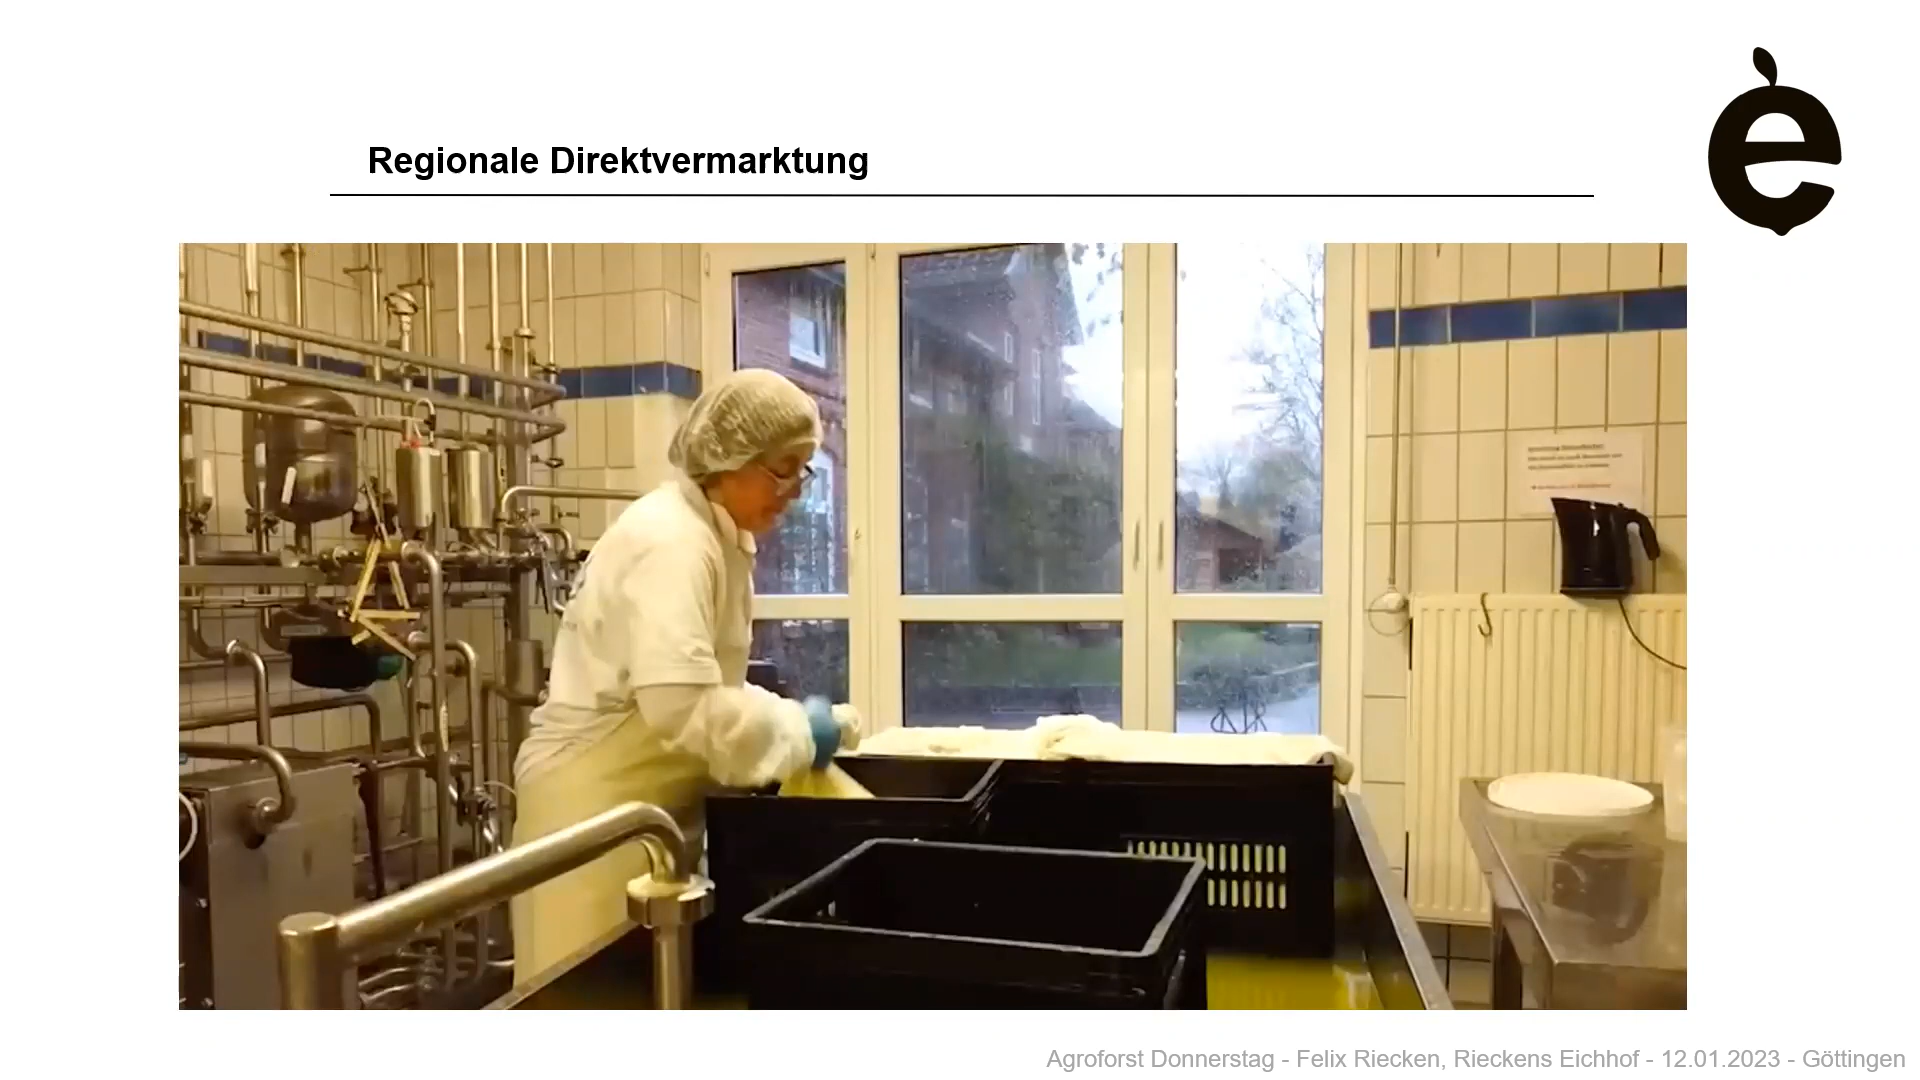 Regionale Direktvermarktung
e
Agroforst Donnerstag - Felix Riecken, Rieckens Eichhof - 12.01.2023 - Göttingen